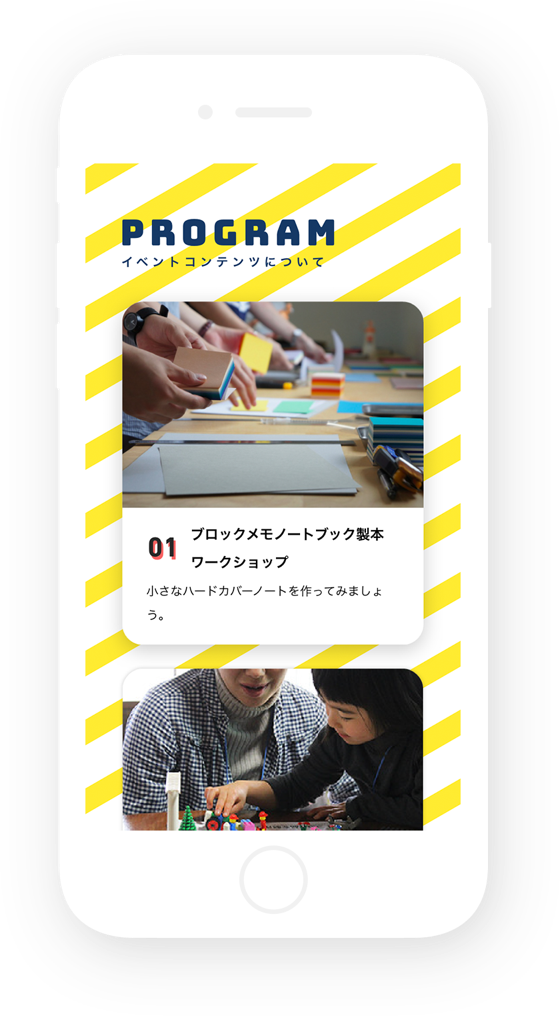 PROGRAM
イベントコンテンツについて
01
ブロックメモノートブック製本
ワークショップ
小さなハードカバーノートを作ってみましょ
う。